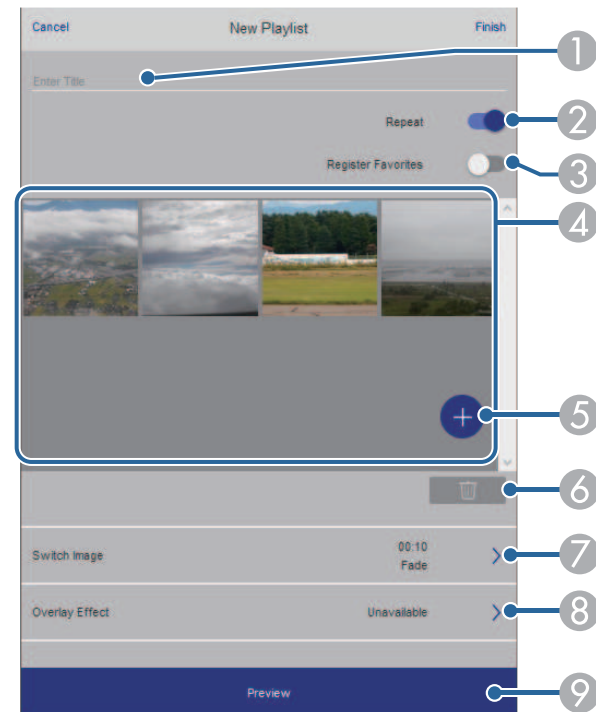 Cancel New Playlist Finish
1
Enter Title
Repeat
2
Register Favorites
3
4
+
5
6
Switch Image
00:10
Fade
7
Overlay Effect Unavailable
8
Preview
9